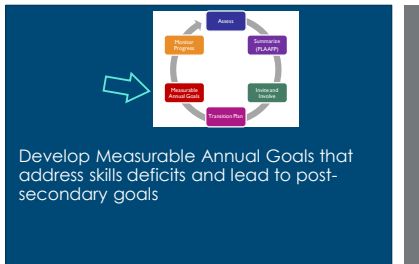 Assess
Monitor
Progress
Summarize
(PLAAFP)
Measurable
Annual Goals
Invite and
Involve
Transition Plan
Develop Measurable Annual Goals that
address skills deficits and lead to post-
secondary goals